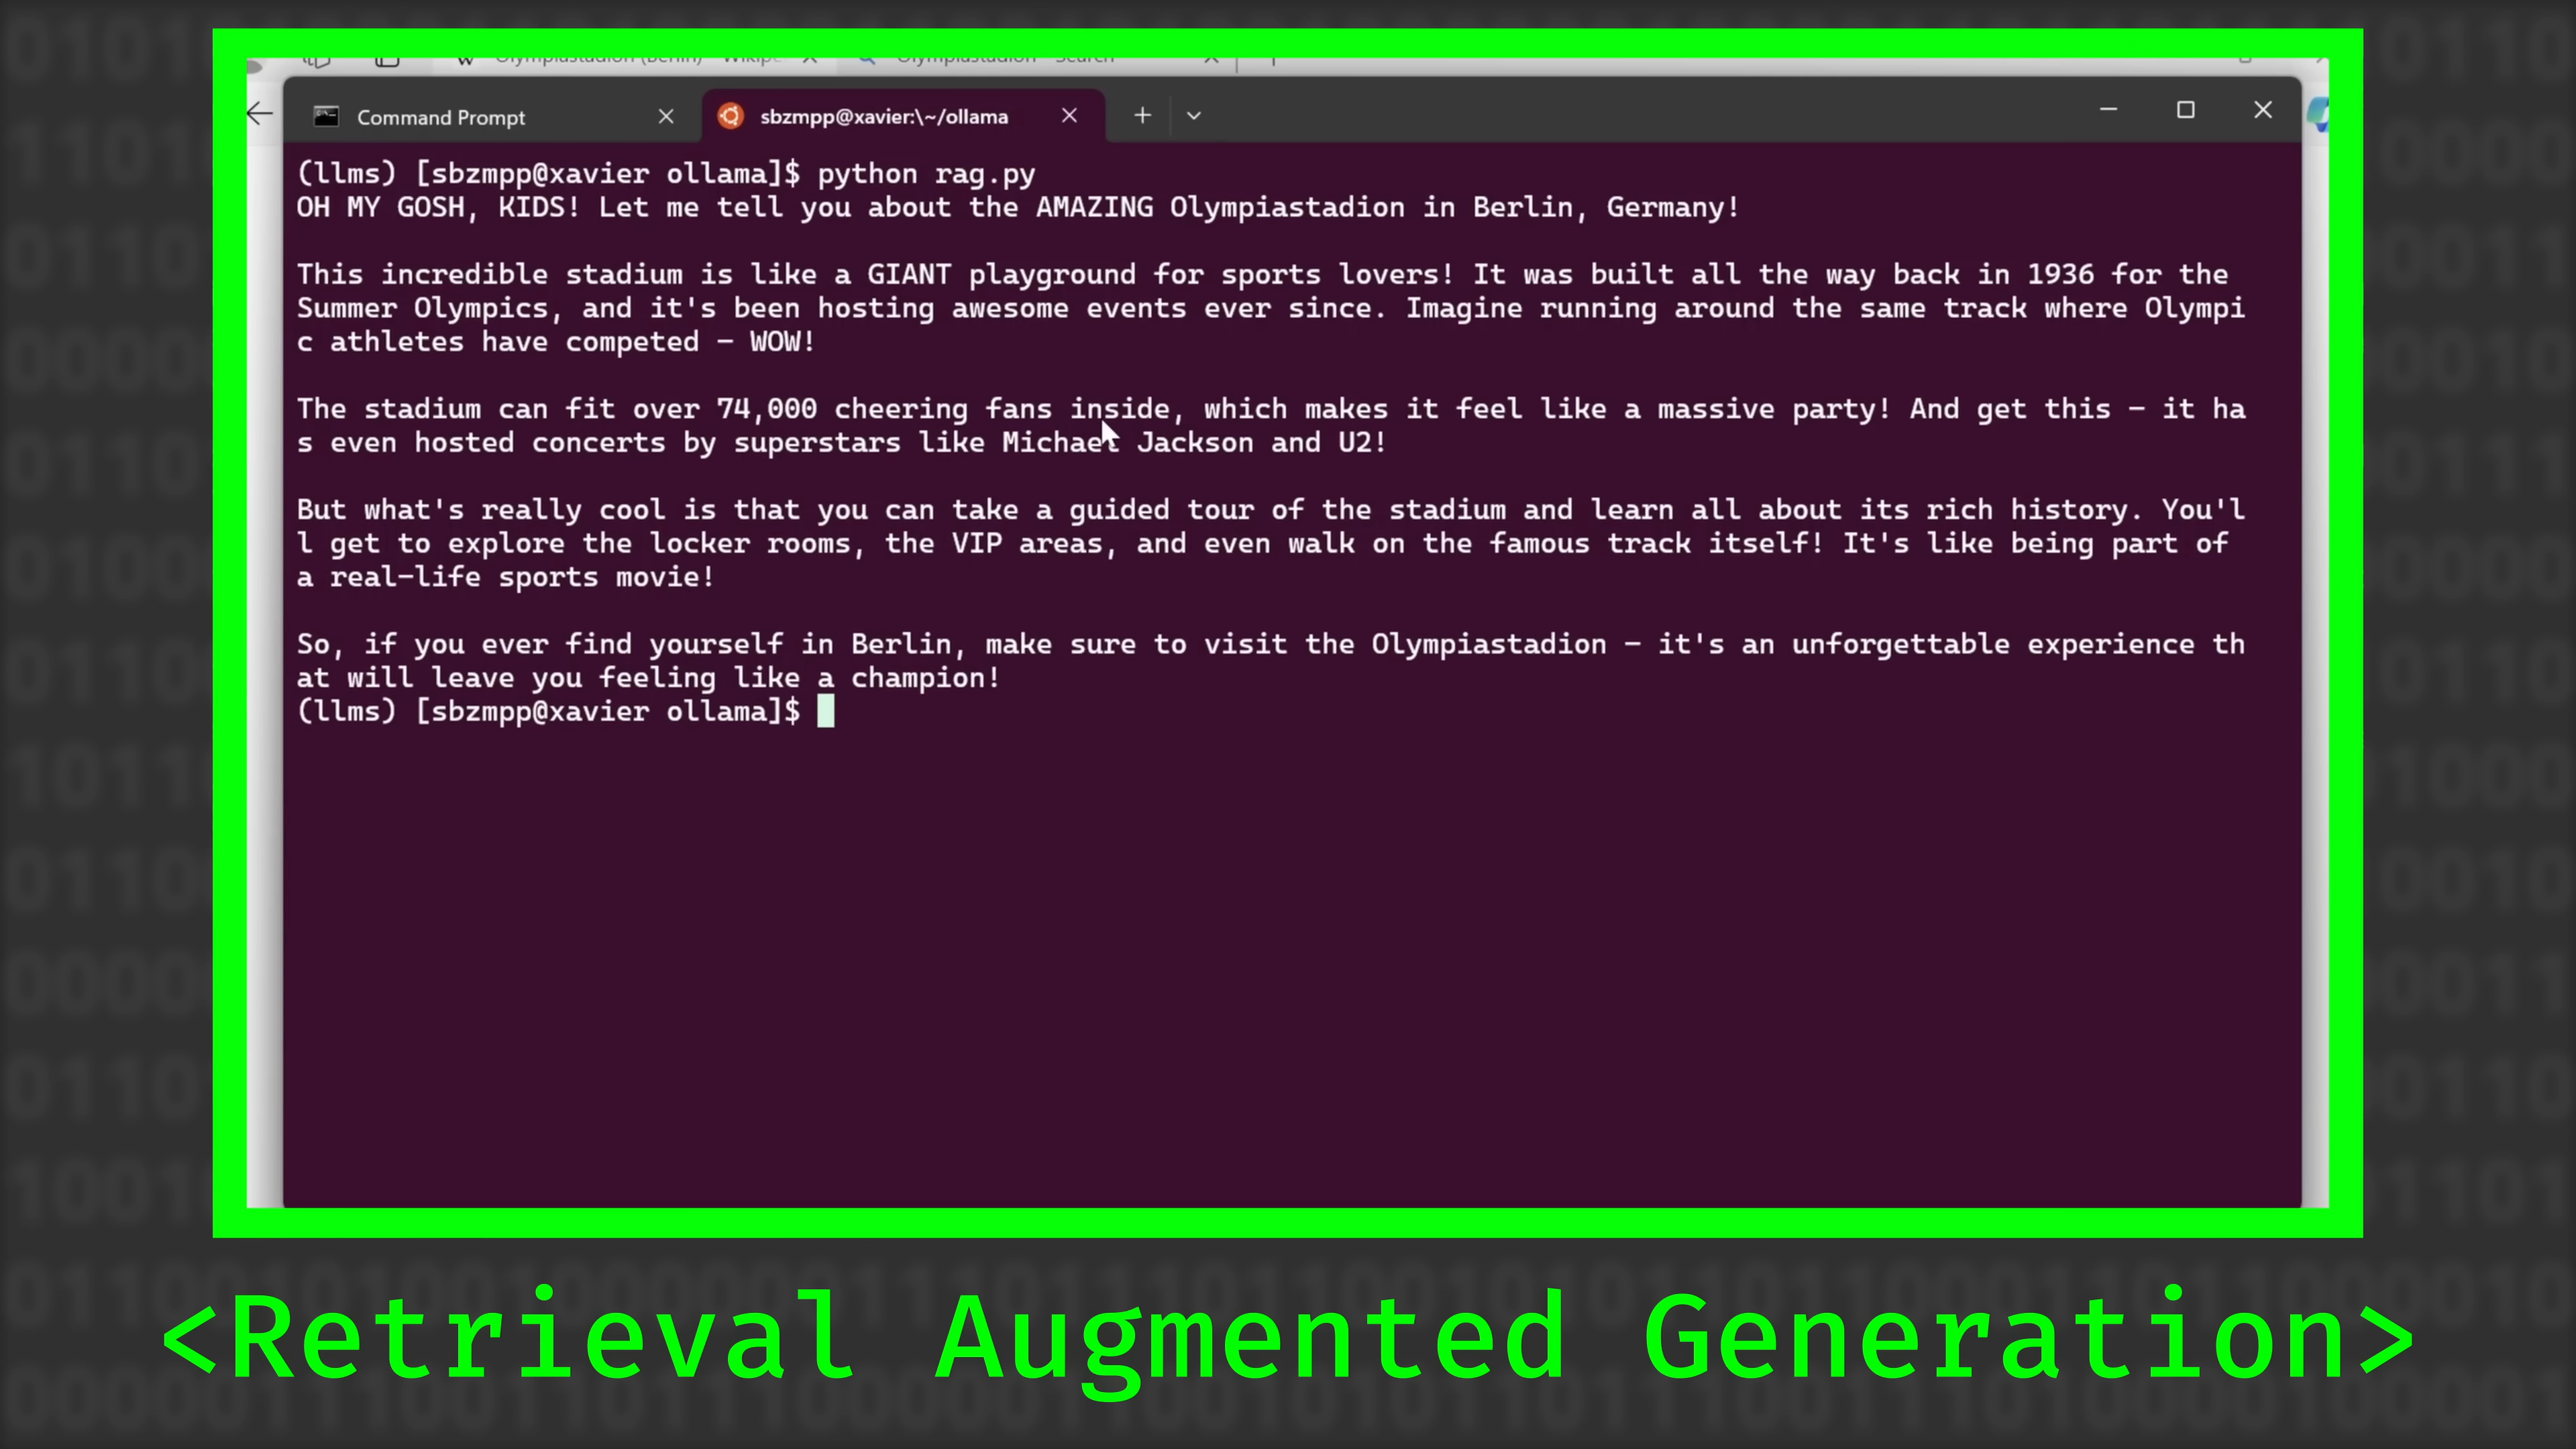 Olympiastadion (Berlin) - Wikipe
Olympiastadion - Search
Command Prompt
sbzmpp@xavier:\~/ollama
(llms) [sbzmpp@xavier ollama]$ python rag.py
OH MY GOSH, KIDS! Let me tell you about the AMAZING Olympiastadion in Berlin, Germany!
This incredible stadium is like a GIANT playground for sports lovers! It was built all the way back in 1936 for the
Summer Olympics, and it's been hosting awesome events ever since. Imagine running around the same track where Olympi
c athletes have competed – WOW!
The stadium can fit over 74,000 cheering fans inside, which makes it feel like a massive party! And get this – it ha
s even hosted concerts by superstars like Michael Jackson and U2!
But what's really cool is that you can take a guided tour of the stadium and learn all about its rich history. You'l
l get to explore the locker rooms, the VIP areas, and even walk on the famous track itself! It's like being part of
a real-life sports movie!
So, if you ever find yourself in Berlin, make sure to visit the Olympiastadion – it's an unforgettable experience th
at will leave you feeling like a champion!
(llms) [sbzmpp@xavier ollama]$
<Retrieval Augmented Generation>